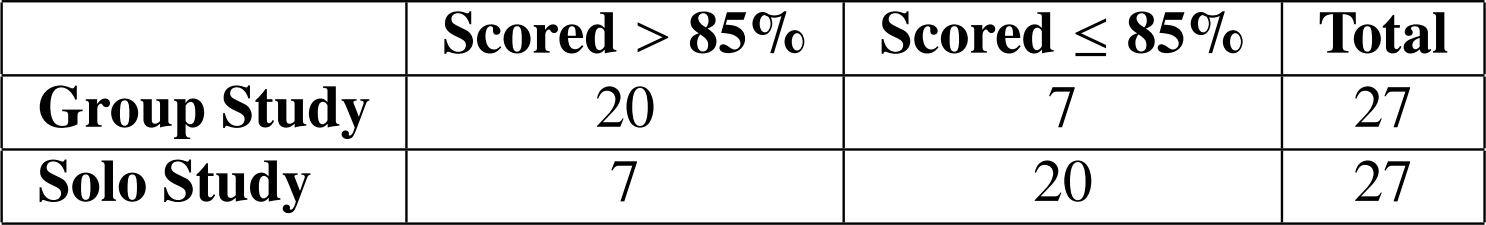 Scored > 85% Scored ≤ 85% Total
Group Study 20 7 27
Solo Study 7 20 27